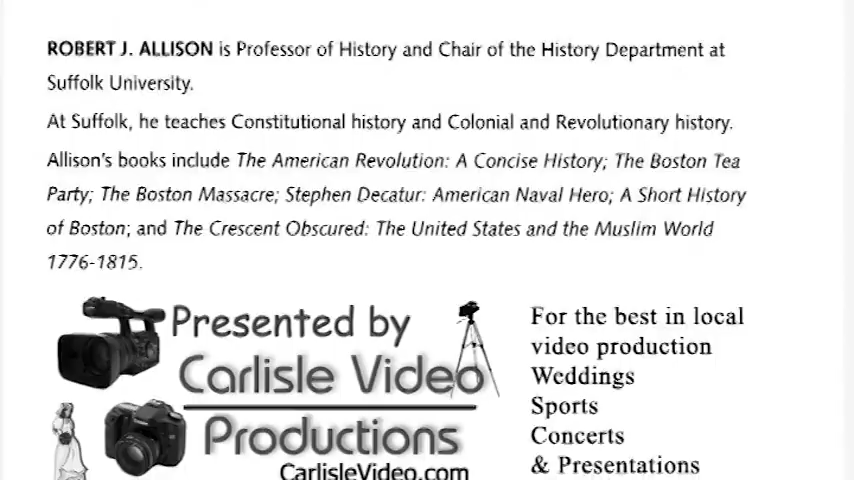 ROBERT J. ALLISON is Professor of History and Chair of the History Department at
Suffolk University.
At Suffolk, he teaches Constitutional history and Colonial and Revolutionary history.
Allison's books include The American Revolution: A Concise History; The Boston Tea
Party; The Boston Massacre; Stephen Decatur: American Naval Hero; A Short History
of Boston; and The Crescent Obscured: The United States and the Muslim World
1776-1815.
Presented by
Carlisle Video
Productions
CarlisleVideo.com
For the best in local
video production
Weddings
Sports
Concerts
& Presentations